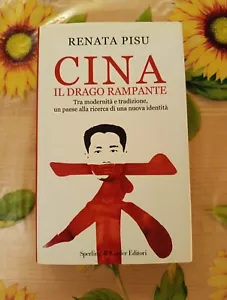 RENATA PISU
CINA
IL DRAGO RAMPANTE
Tra modernità e tradizione,
un paese alla ricerca di una nuova identità
Sperling & Kupfer Editori